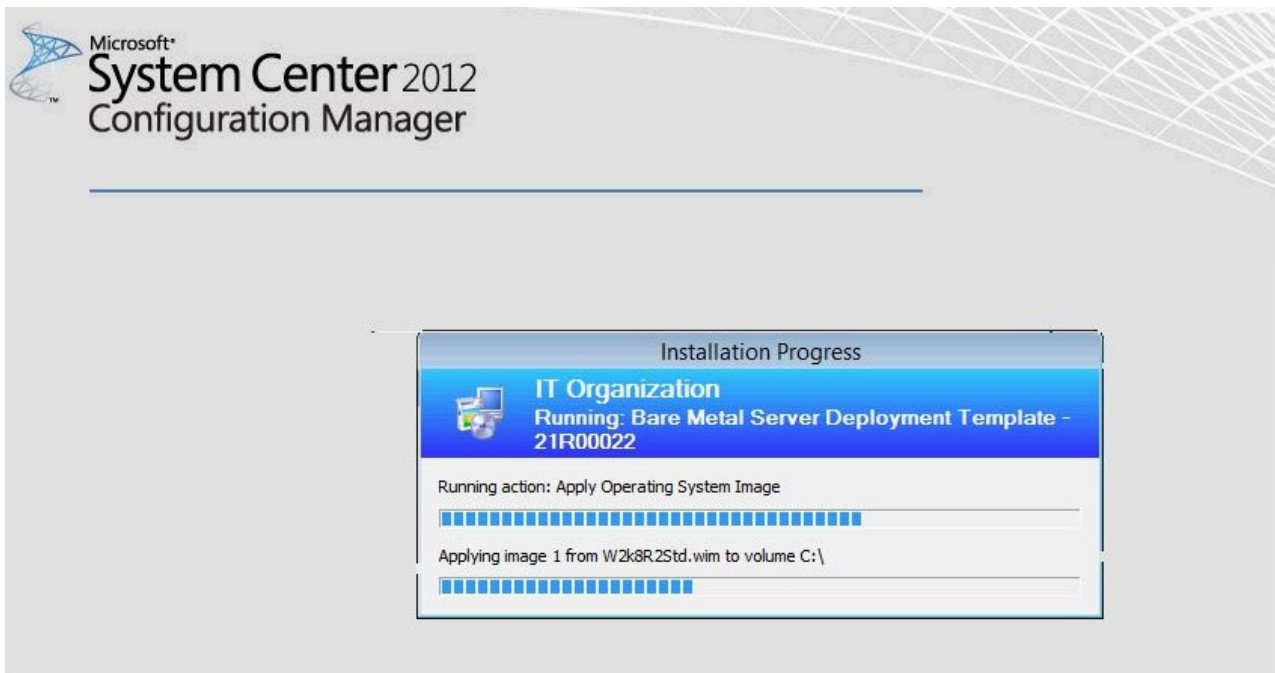 Microsoft®
System Center 2012
Configuration Manager
TM
Installation Progress
IT Organization
Running: Bare Metal Server Deployment Template -
21R00022
Running action: Apply Operating System Image
Applying image 1 from W2k8R2Std.wim to volume C:\